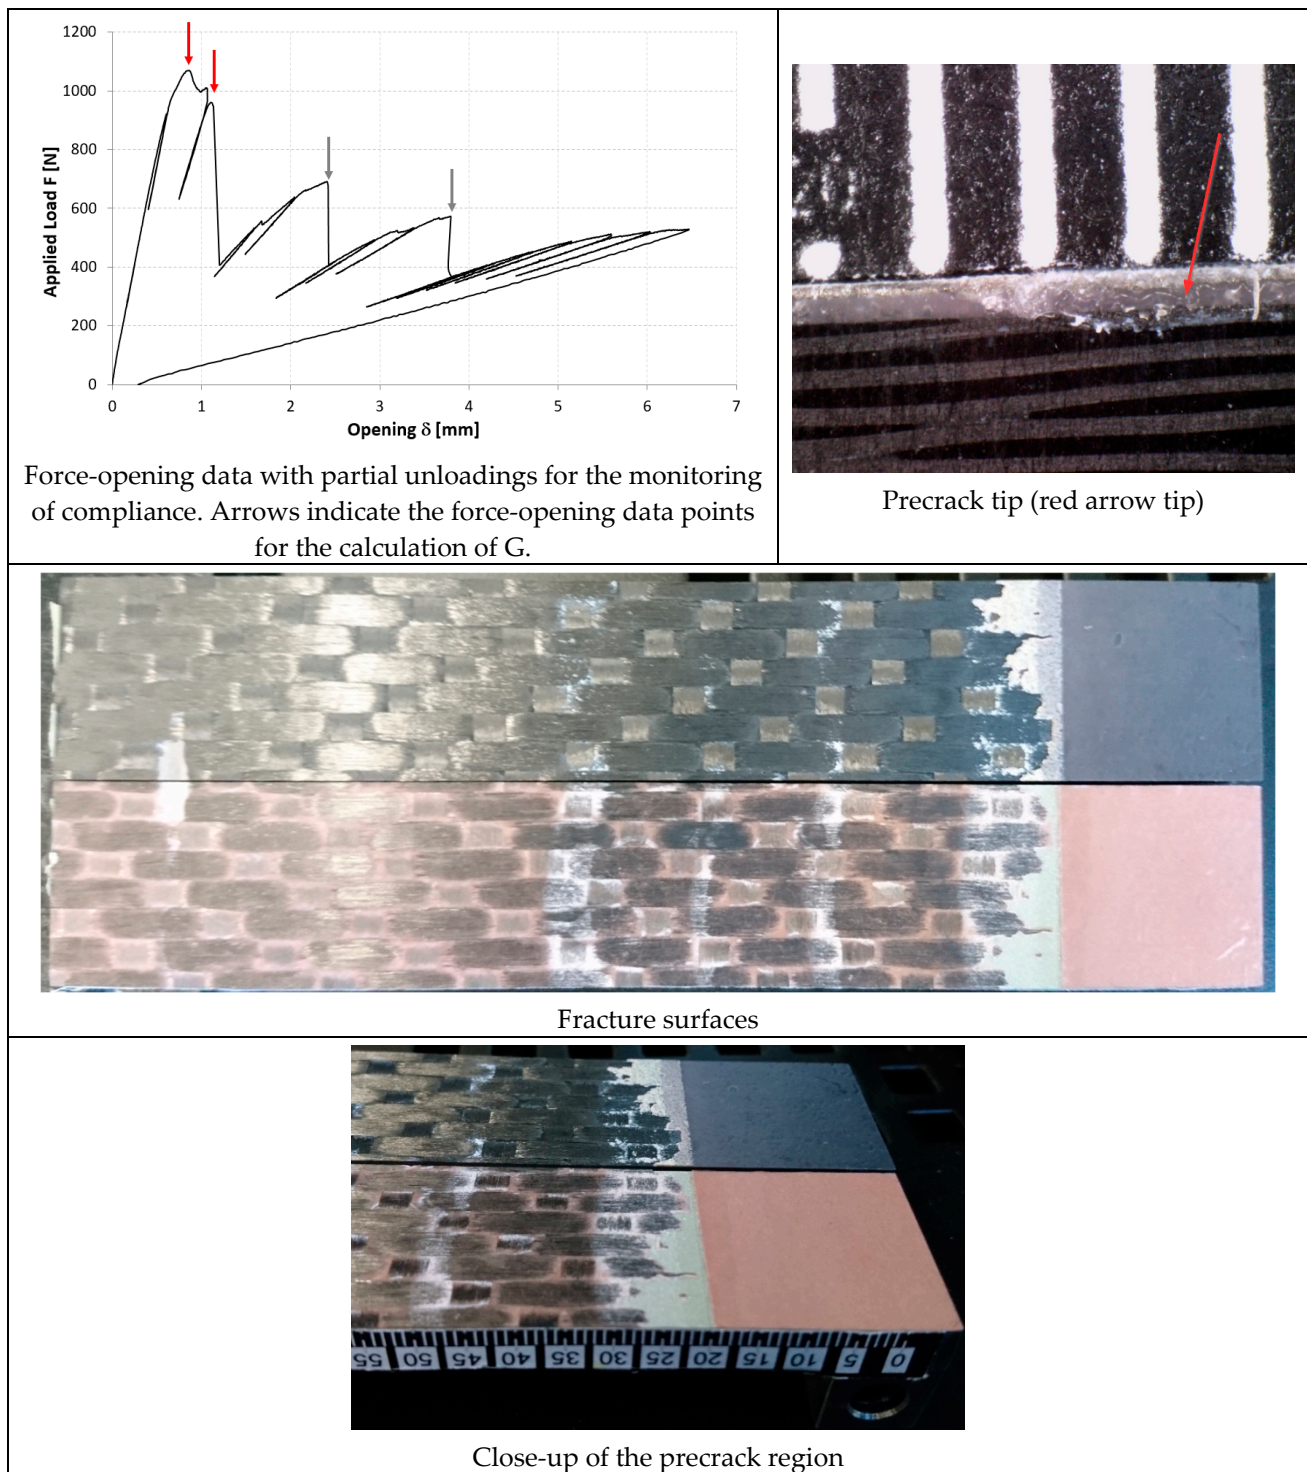 1200
1000
800
600
400
200
0
0 1 2 3 4 5 6 7
Applied Load F [N]
Opening δ [mm]
Force-opening data with partial unloadings for the monitoring
of compliance. Arrows indicate the force-opening data points
for the calculation of G.
Precrack tip (red arrow tip)
Fracture surfaces
55 50 45 40 35 30 25 20 15 10 5 0
Close-up of the precrack region